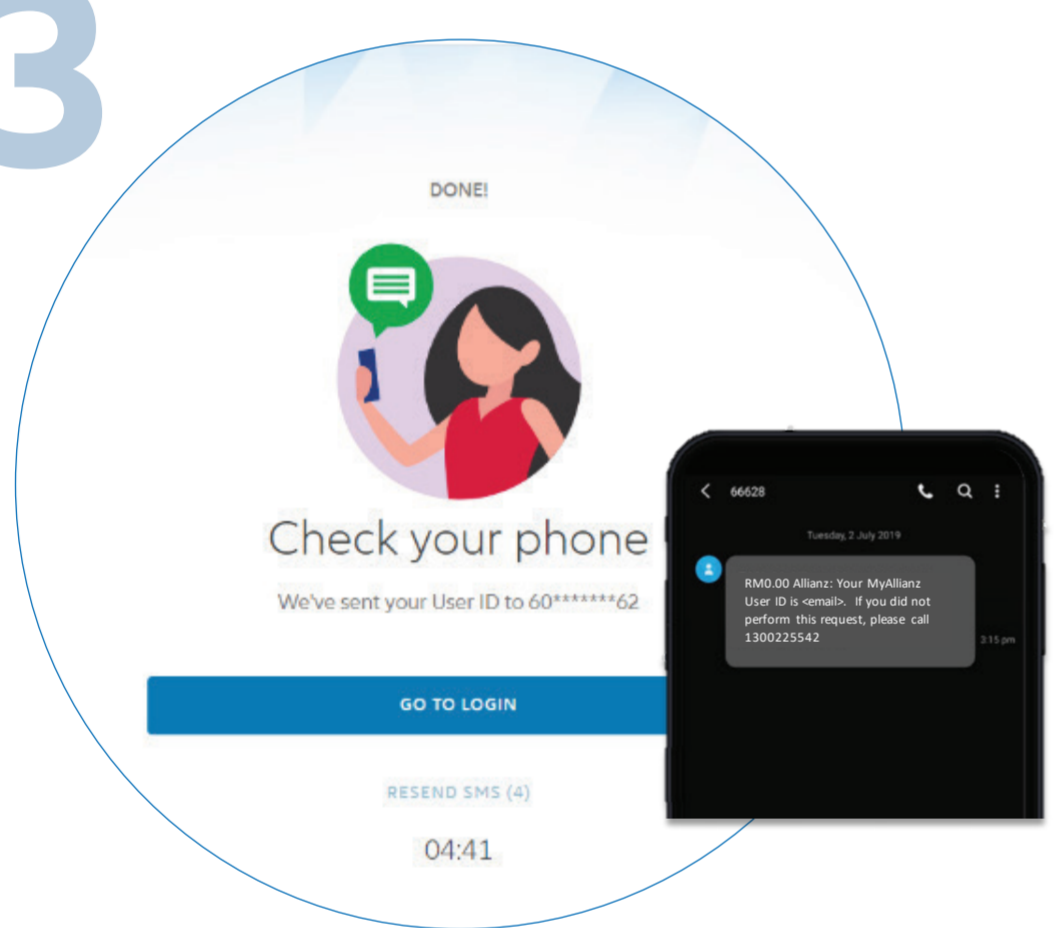 3
DONE!
Check your phone
We've sent your User ID to 60*******62
GO TO LOGIN
RESEND SMS (4)
04:41
66628
Tuesday, 2 July 2019
RM0.00 Allianz: Your MyAllianz
User ID is <email>. If you did not
perform this request, please call
1300225542
3:15 pm